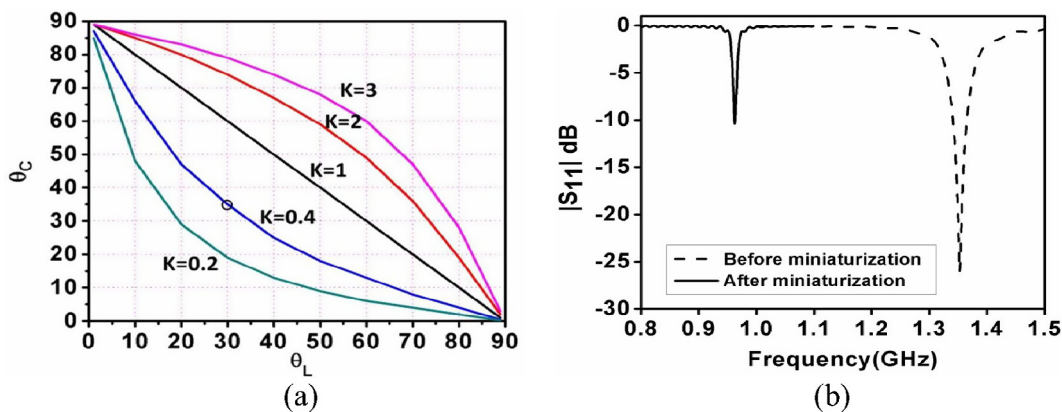 90
80
70
60
50
40
30
20
10
0
θ_C
K=3
K=2
K=1
K=0.4
K=0.2
0 10 20 30 40 50 60 70 80 90
θ_L
(a)
0
-5
-10
-15
-20
-25
-30
|S₁₁| dB
Before miniaturization
After miniaturization
0.8 0.9 1.0 1.1 1.2 1.3 1.4 1.5
Frequency(GHz)
(b)